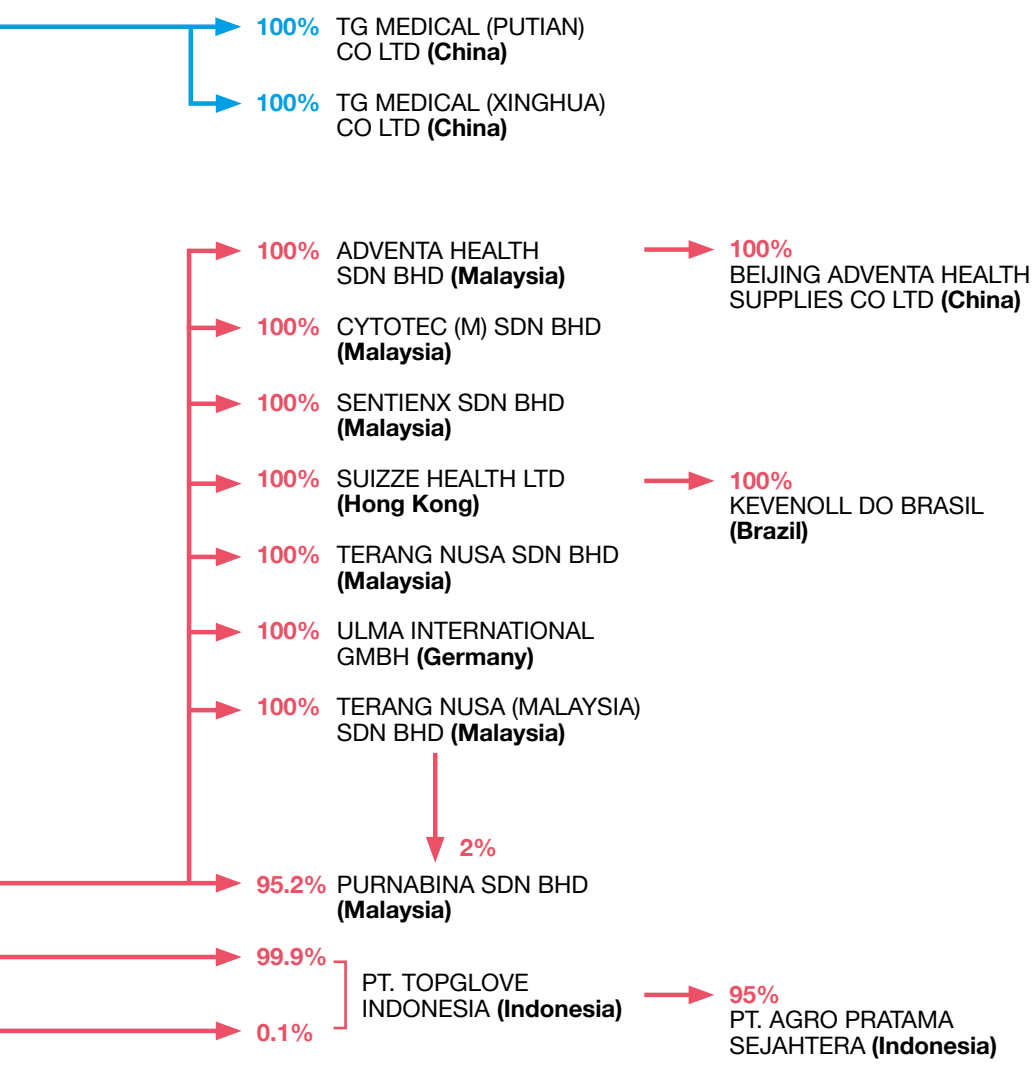 100% TG MEDICAL (PUTIAN)
CO LTD (China)
100% TG MEDICAL (XINGHUA)
CO LTD (China)
100% ADVENTA HEALTH
SDN BHD (Malaysia)
100%
BEIJING ADVENTA HEALTH
SUPPLIES CO LTD (China)
100% CYTOTEC (M) SDN BHD
(Malaysia)
100% SENTIENX SDN BHD
(Malaysia)
100% SUIZZE HEALTH LTD
(Hong Kong)
100%
KEVENOLL DO BRASIL
(Brazil)
100% TERANG NUSA SDN BHD
(Malaysia)
100% ULMA INTERNATIONAL
GMBH (Germany)
100% TERANG NUSA (MALAYSIA)
SDN BHD (Malaysia)
2%
95.2% PURNABINA SDN BHD
(Malaysia)
99.9%
PT. TOPGLOVE
INDONESIA (Indonesia)
0.1%
95%
PT. AGRO PRATAMA
SEJAHTERA (Indonesia)